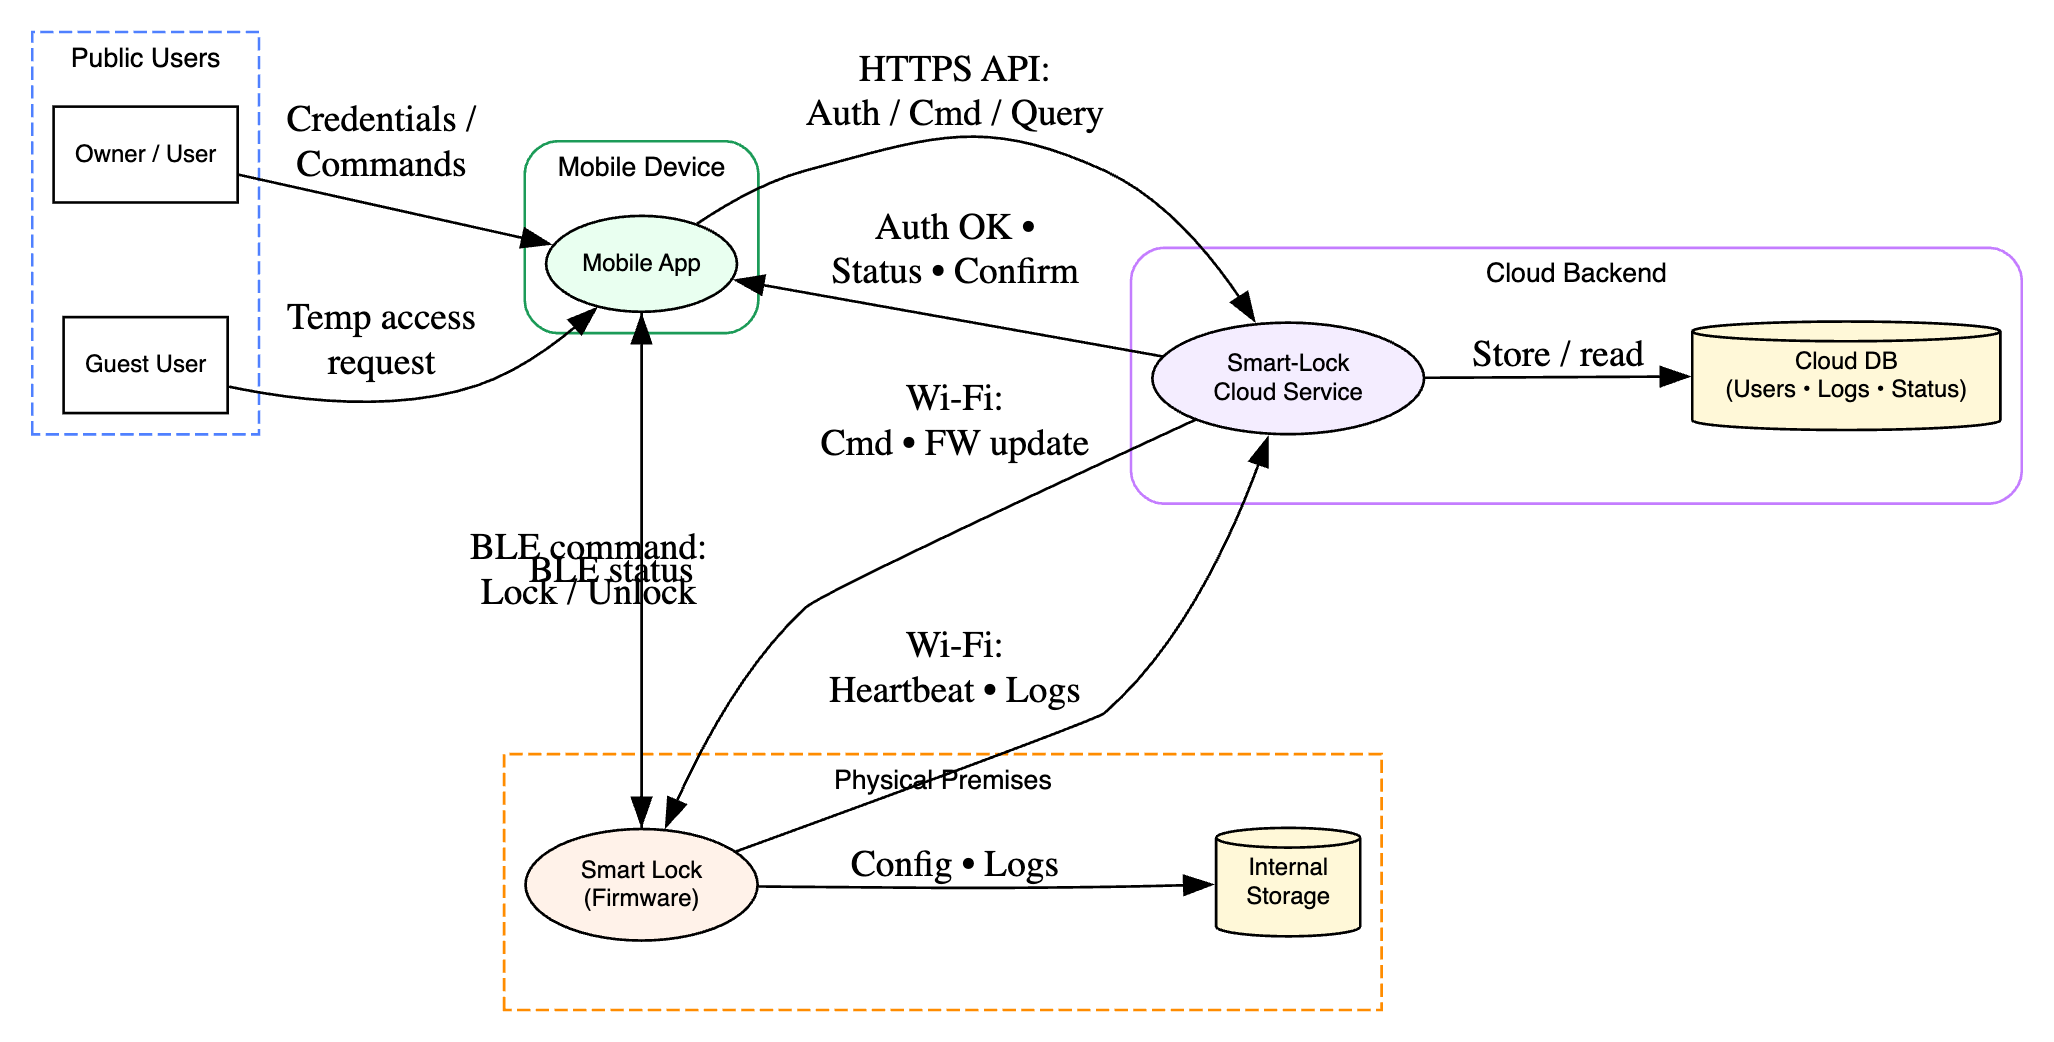 Public Users
Owner / User
Guest User
Credentials /
Commands
Temp access
request
Mobile Device
Mobile App
HTTPS API:
Auth / Cmd / Query
Auth OK •
Status • Confirm
Cloud Backend
Smart-Lock
Cloud Service
Store / read
Cloud DB
(Users • Logs • Status)
Wi-Fi:
Cmd • FW update
BLE command:
Lock / Unlock
BLE status
Wi-Fi:
Heartbeat • Logs
Physical Premises
Smart Lock
(Firmware)
Config • Logs
Internal
Storage